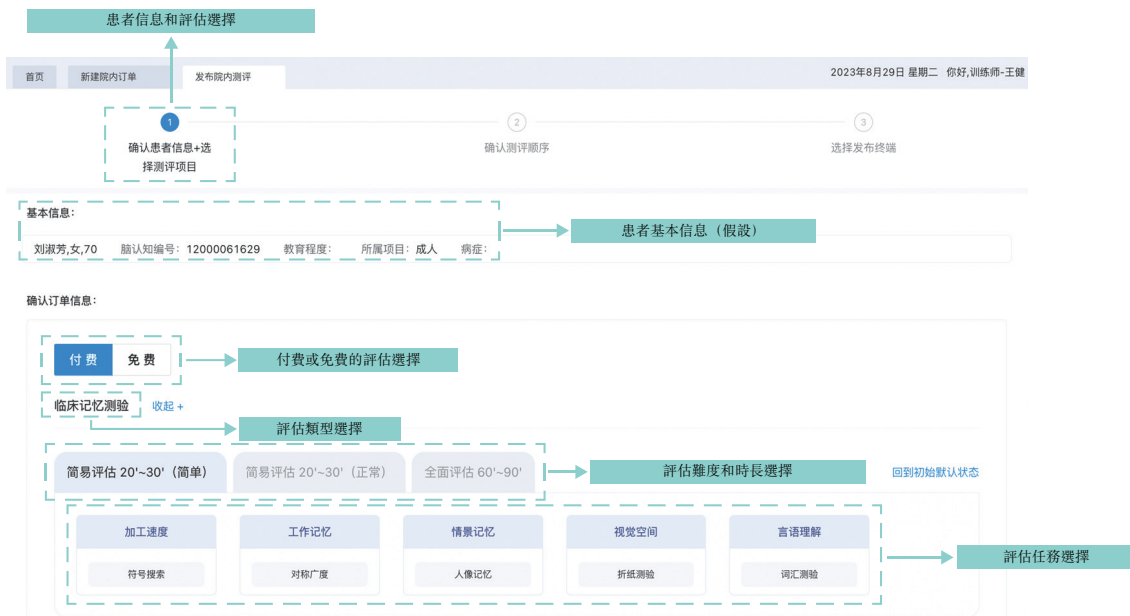 患者信息和評估選擇
首页 新建院内订单 发布院内测评 2023年8月29日 星期二 你好,训练师-王健
1 2 3
确认患者信息+选 确认测评顺序 选择发布终端
择测评项目
基本信息:
患者基本信息（假設）
刘淑芳,女,70 脑认知编号: 12000061629 教育程度: 所属项目: 成人 病症:
确认订单信息:
付 费 免 费 付費或免費的評估選擇
临床记忆测验 收起 +
評估類型選擇
简易评估 20'~30'（简单） 简易评估 20'~30'（正常） 全面评估 60'~90' 評估難度和時長選擇 回到初始默认状态
加工速度 工作记忆 情景记忆 视觉空间 言语理解
評估任務選擇
符号搜索 对称广度 人像记忆 折纸测验 词汇测验